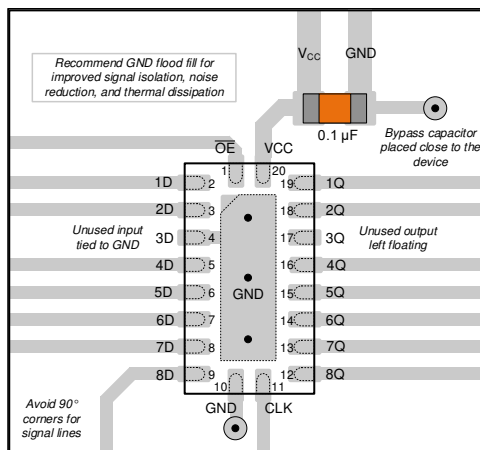 Recommend GND flood fill for
improved signal isolation, noise
reduction, and thermal dissipation
VCC GND
0.1 µF
Bypass capacitor
placed close to the
device
OE VCC
1 20
1D 2 19 1Q
2D 3 18 2Q
Unused input
tied to GND
3D 4 17 3Q
Unused output
left floating
4D 5 16 4Q
5D 6 GND 15 5Q
6D 7 14 6Q
7D 8 13 7Q
8D 9 12 8Q
10 11
GND CLK
Avoid 90°
corners for
signal lines